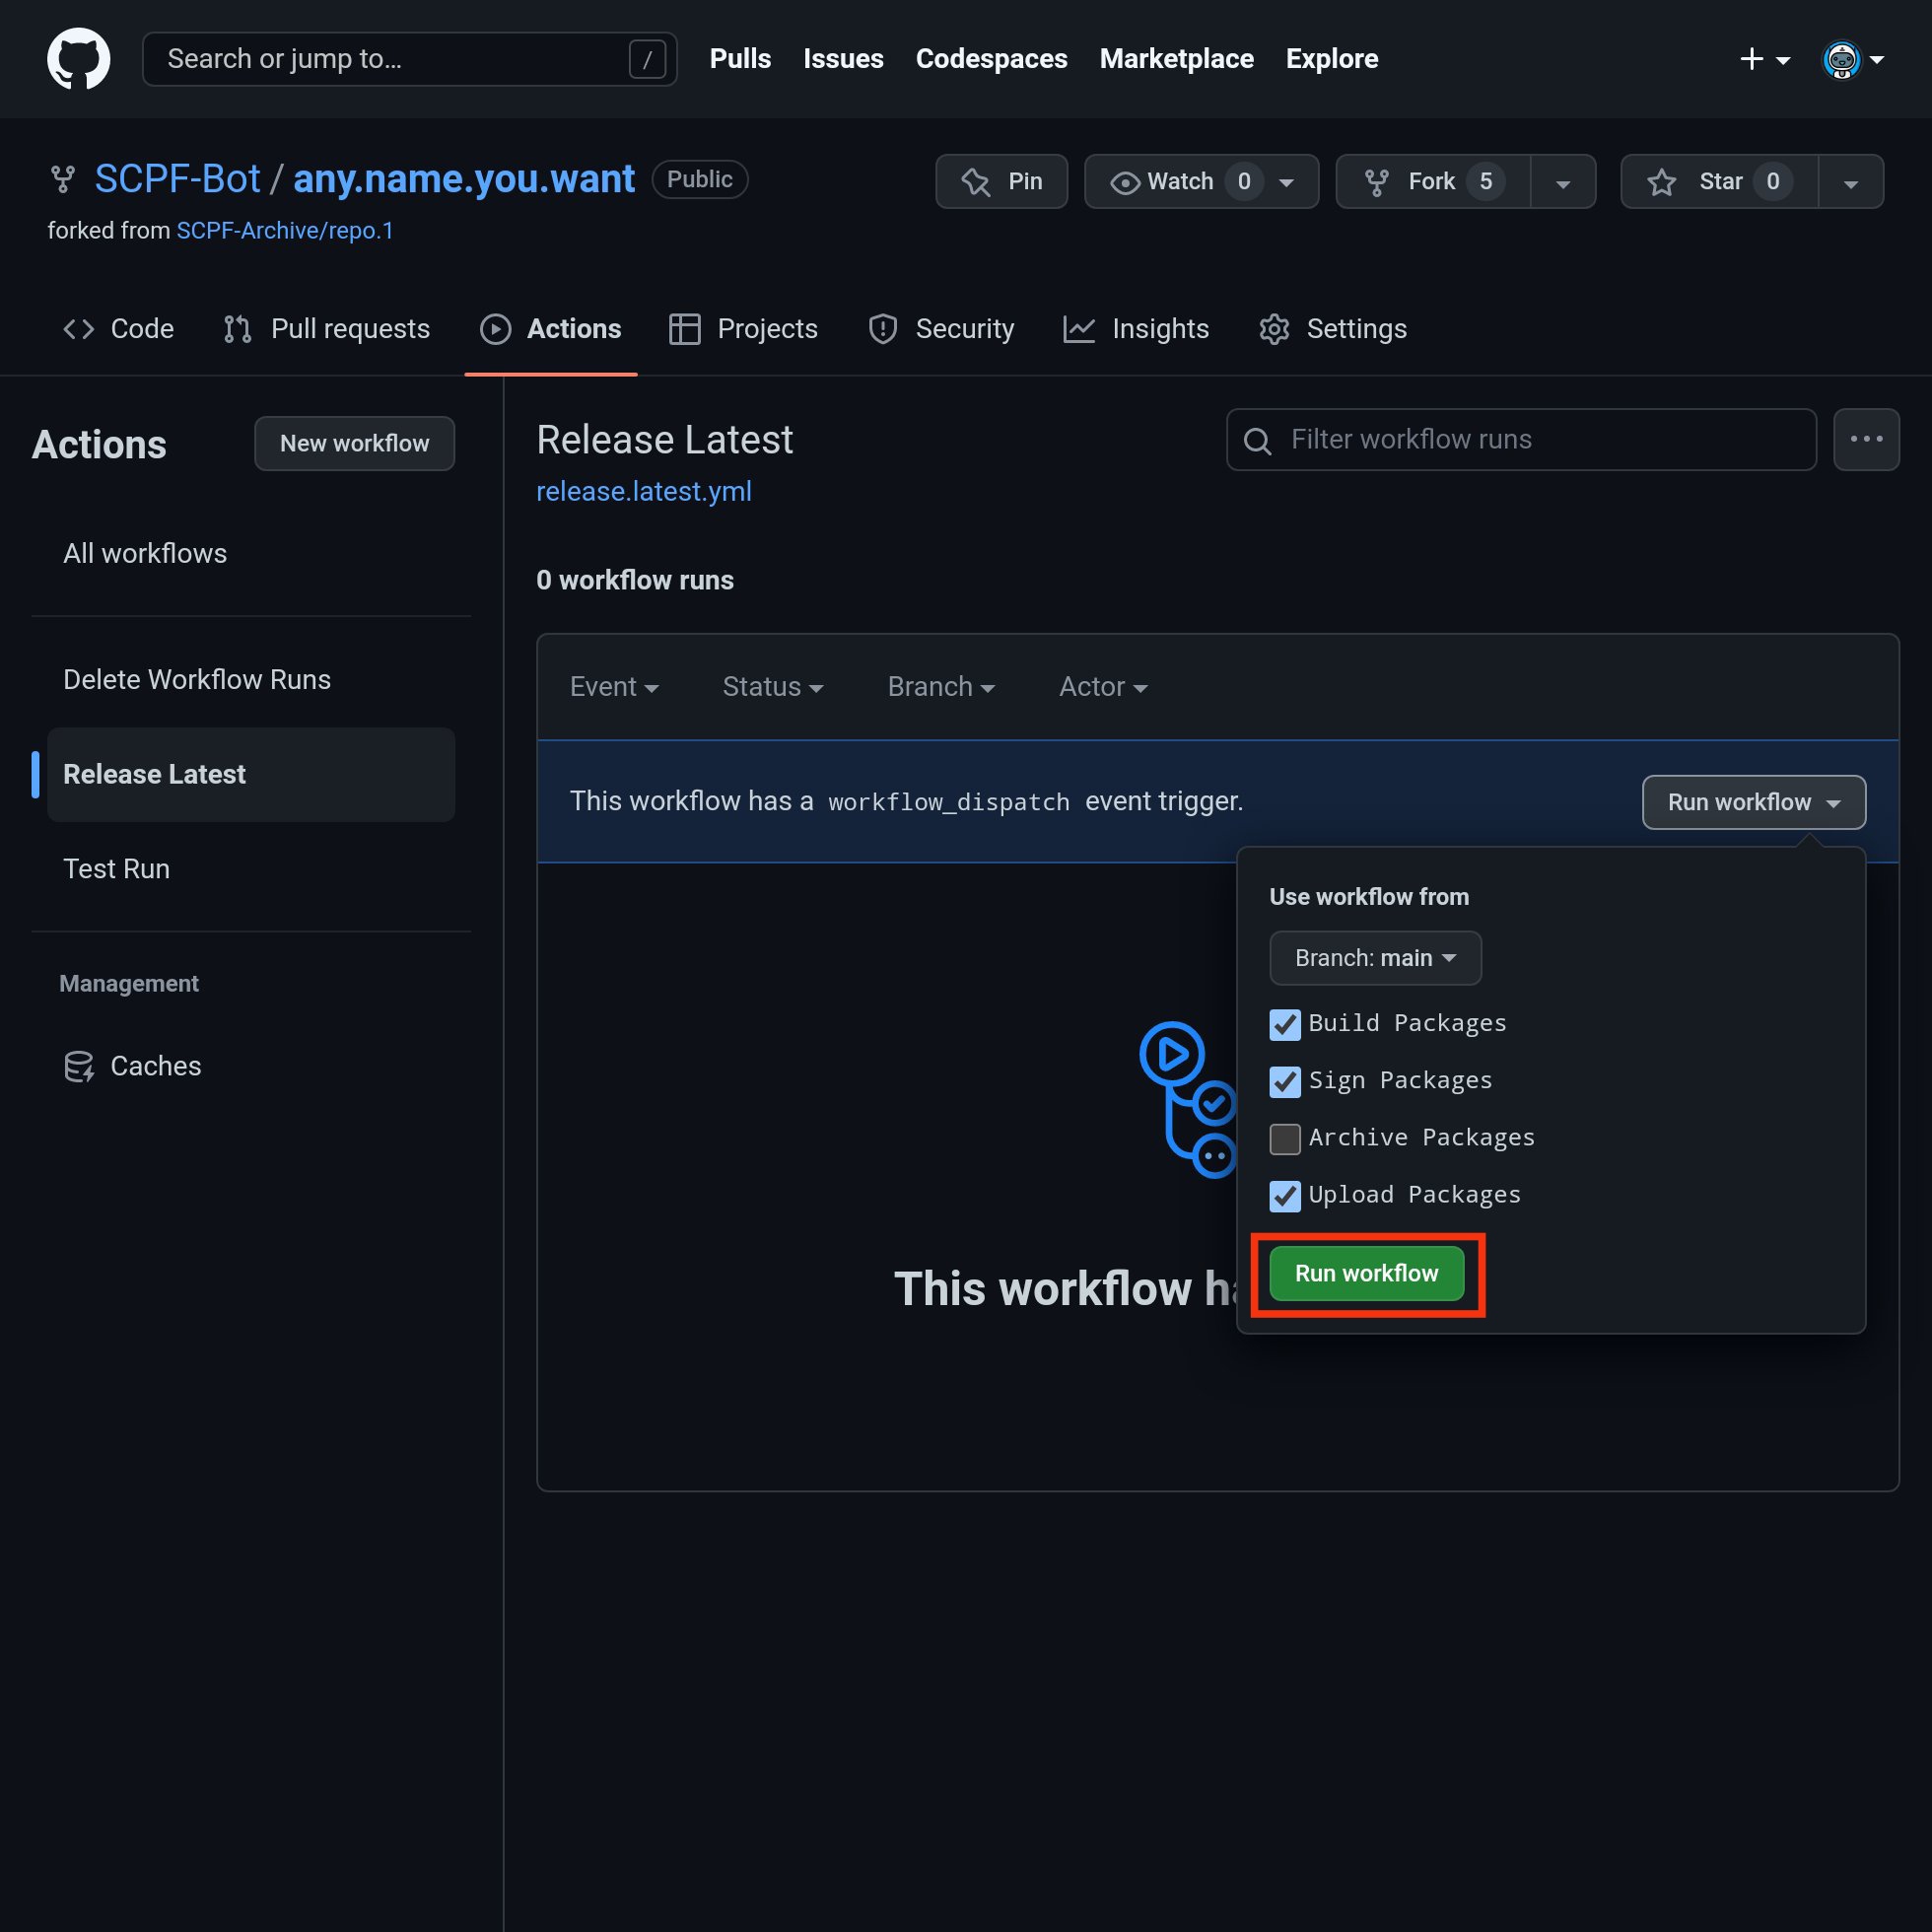 Search or jump to... / Pulls Issues Codespaces Marketplace Explore
SCPF-Bot / any.name.you.want Public Pin Watch 0 Fork 5 Star 0
forked from SCPF-Archive/repo.1
Code Pull requests Actions Projects Security Insights Settings
Actions New workflow
All workflows
Delete Workflow Runs
Release Latest
Test Run
Management
Caches
Release Latest Filter workflow runs
release.latest.yml
0 workflow runs
Event Status Branch Actor
This workflow has a workflow_dispatch event trigger. Run workflow
Use workflow from
Branch: main
Build Packages
Sign Packages
Archive Packages
Upload Packages
Run workflow
This workflow